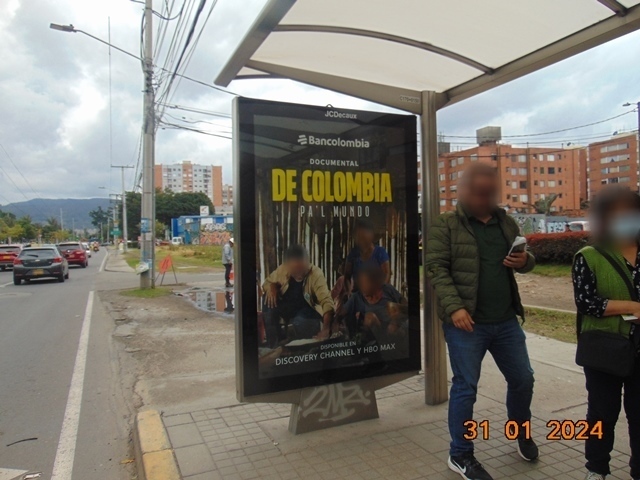 JCDecaux
Bancolombia
DOCUMENTAL
DE COLOMBIA
PA'L MUNDO
DISPONIBLE EN
DISCOVERY CHANNEL Y HBO MAX
31 01 2024